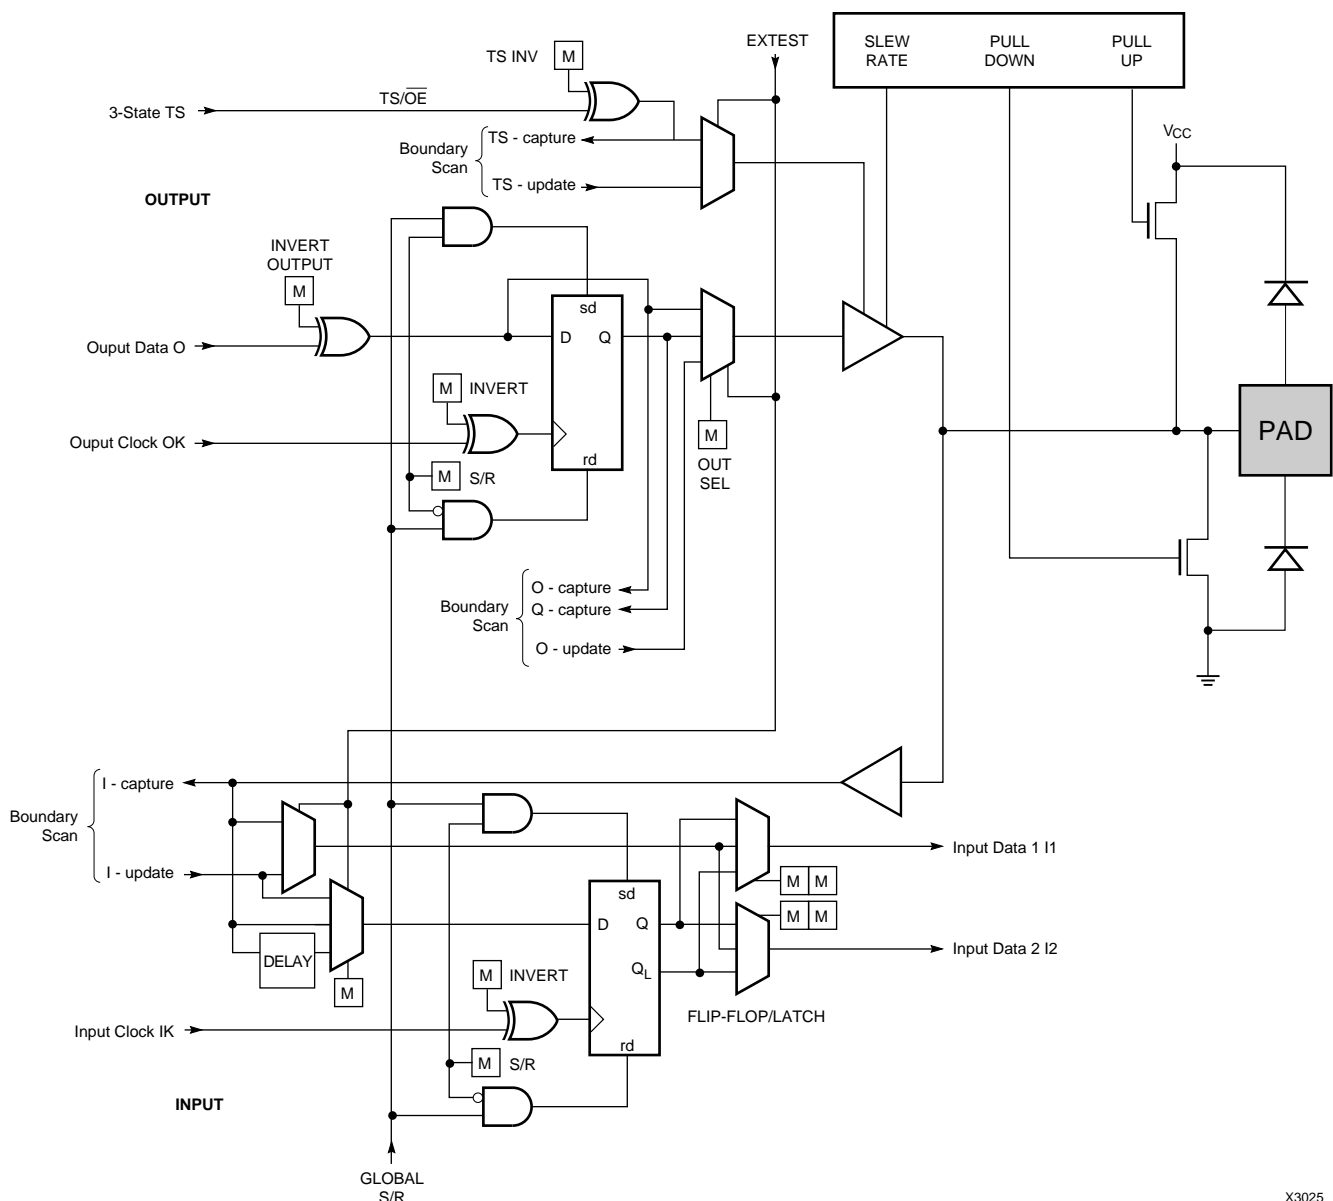 EXTEST
SLEW
RATE
PULL
DOWN
PULL
UP
TS INV
M
3-State TS
TS/OE
VCC
Boundary
Scan
TS - capture
TS - update
OUTPUT
INVERT
OUTPUT
M
sd
D
Q
Ouput Data O
M
INVERT
PAD
Ouput Clock OK
M
OUT
SEL
rd
M
S/R
Boundary
Scan
O - capture
Q - capture
O - update
Boundary
Scan
I - capture
I - update
Input Data 1 I1
M M
sd
M M
D
Q
Input Data 2 I2
DELAY
QL
M
INVERT
M
FLIP-FLOP/LATCH
Input Clock IK
rd
M
S/R
INPUT
GLOBAL
S/R
X3025